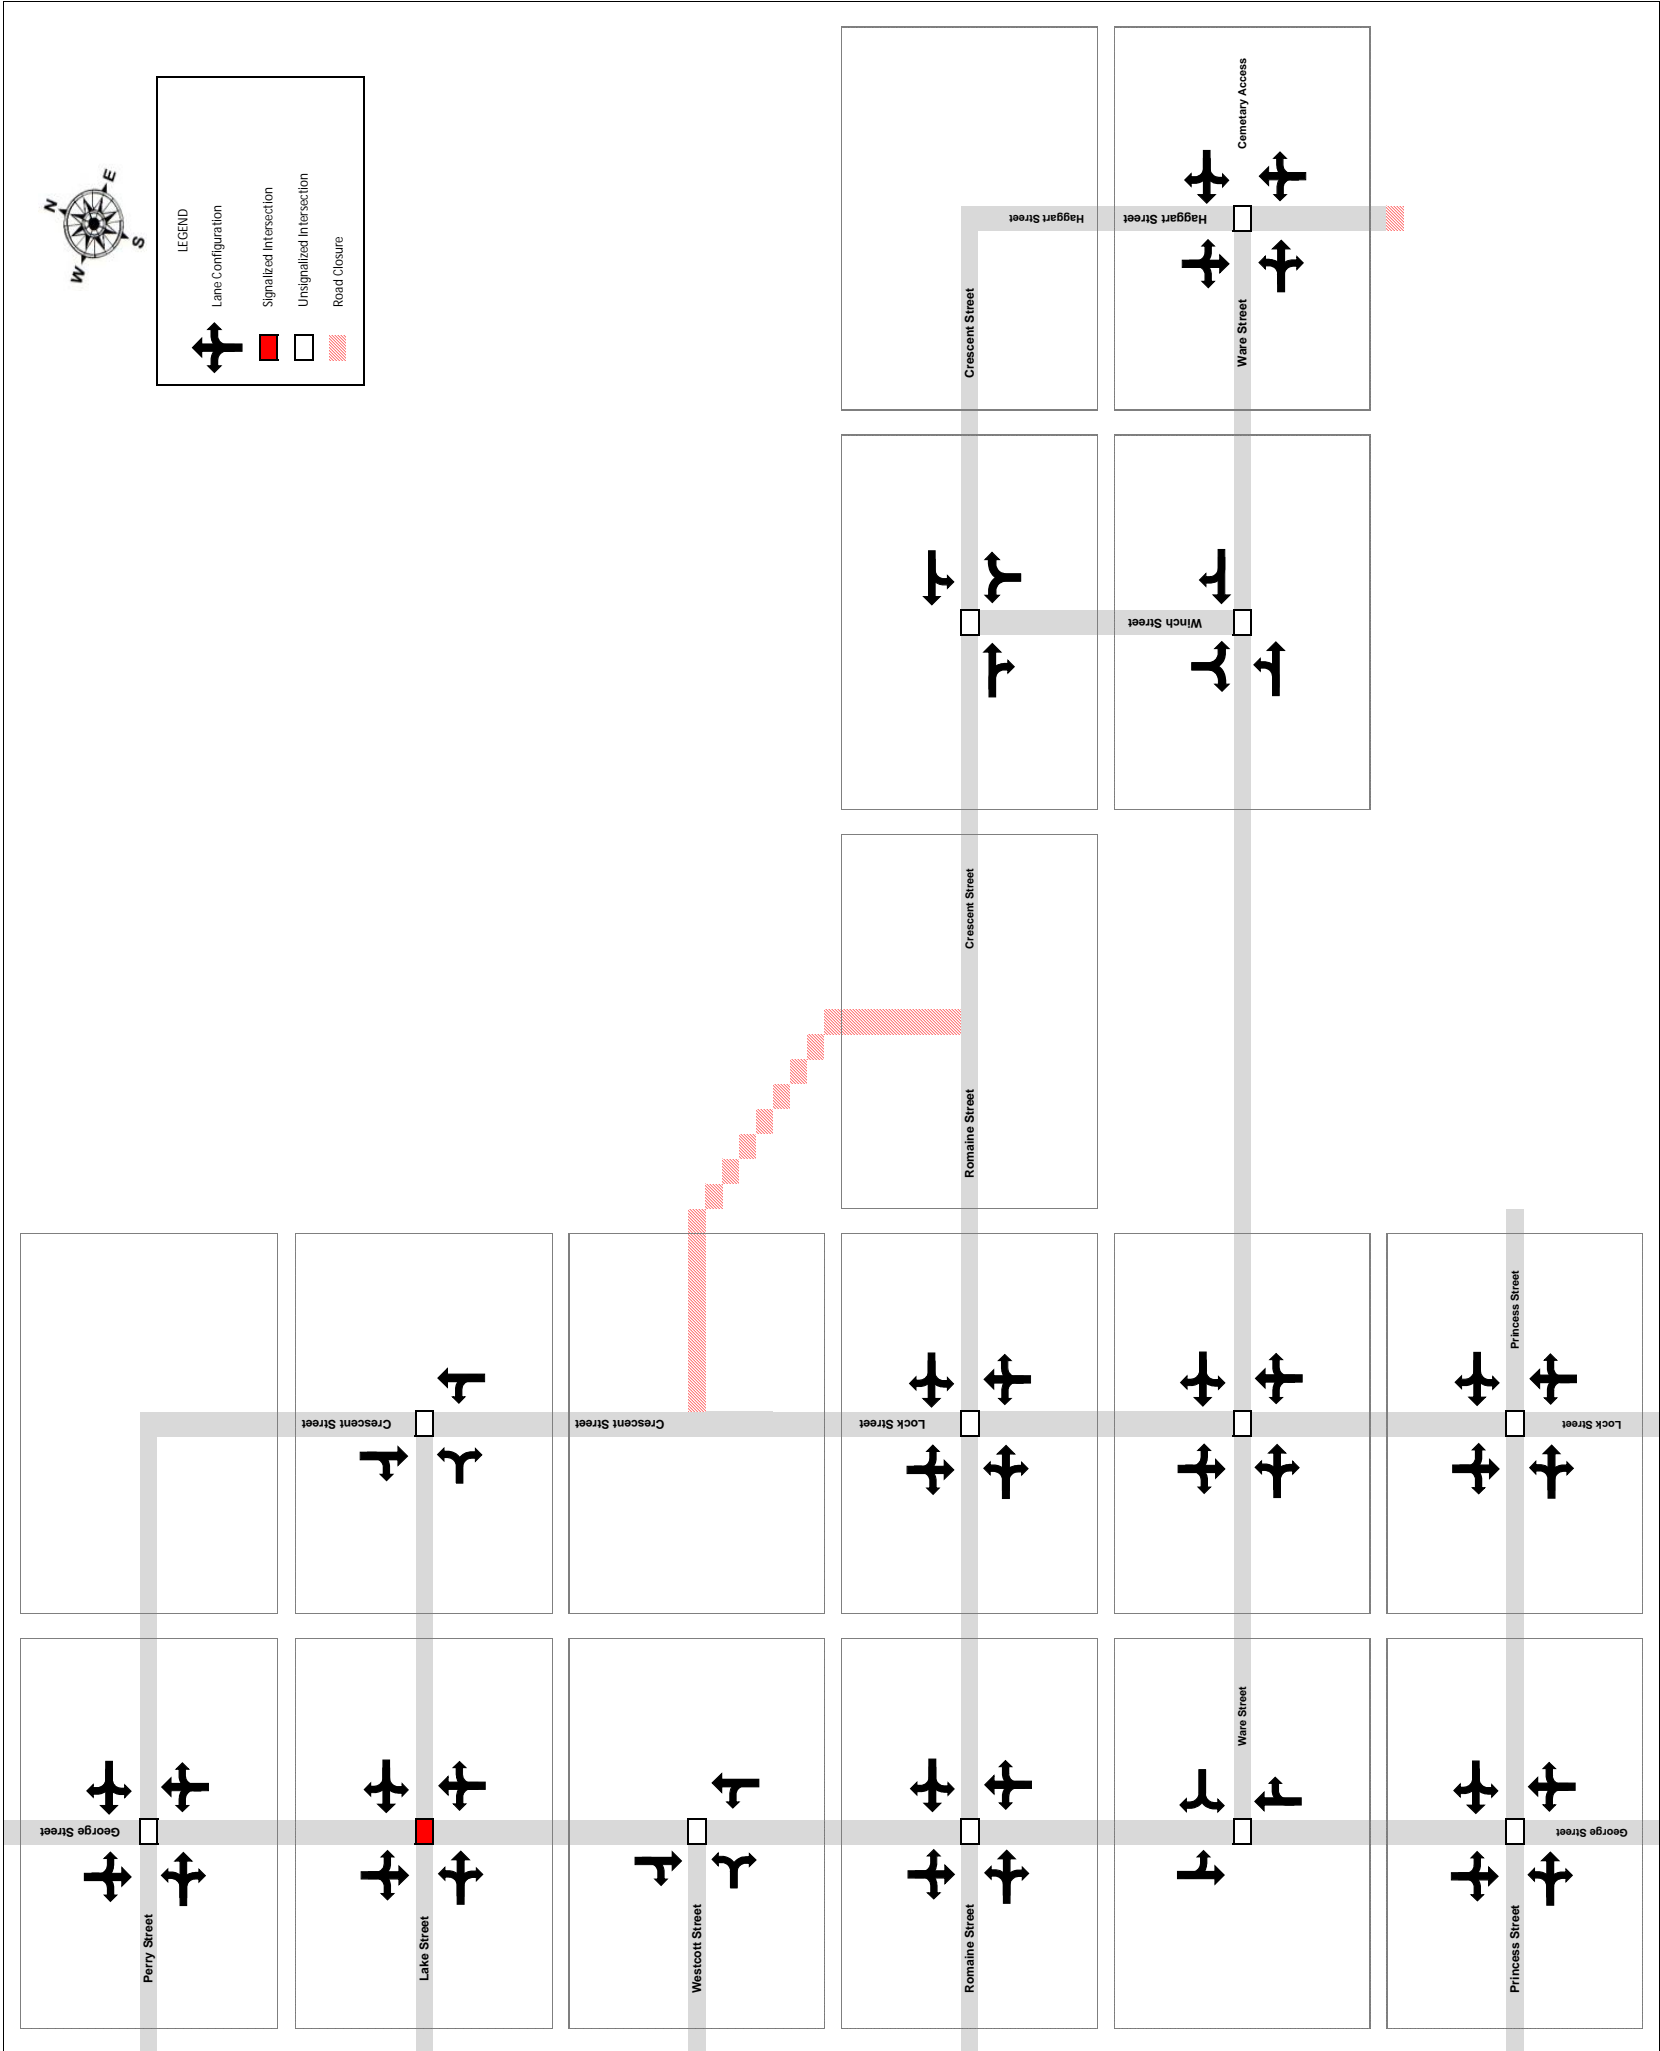 N
E
S
W
LEGEND
Lane Configuration
Signalized Intersection
Unsignalized Intersection
Road Closure
Cemetary Access
Haggart Street
Haggart Street
Crescent Street
Ware Street
Winch Street
Crescent Street
Romaine Street
Princess Street
Crescent Street
Crescent Street
Lock Street
Lock Street
Ware Street
George Street
George Street
Perry Street
Lake Street
Westcott Street
Romaine Street
Princess Street